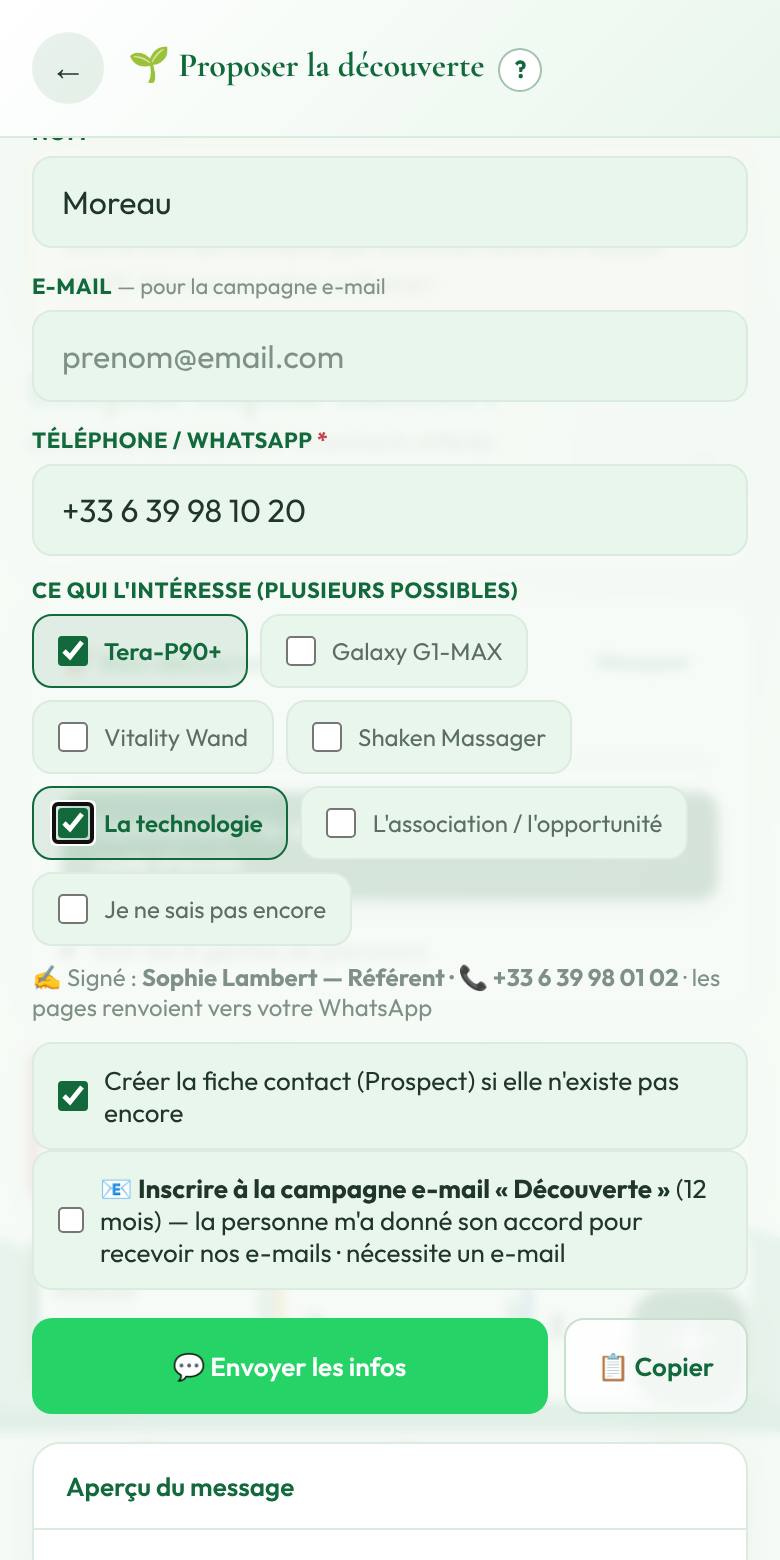 ← 🌱 Proposer la découverte ?
Moreau
E-MAIL — pour la campagne e-mail
prenom@email.com
TÉLÉPHONE / WHATSAPP *
+33 6 39 98 10 20
CE QUI L'INTÉRESSE (PLUSIEURS POSSIBLES)
Tera-P90+
Galaxy G1-MAX
Vitality Wand
Shaken Massager
La technologie
L'association / l'opportunité
Je ne sais pas encore
✍️ Signé : Sophie Lambert — Référent · 📞 +33 6 39 98 01 02 · les
pages renvoient vers votre WhatsApp
Créer la fiche contact (Prospect) si elle n'existe pas
encore
📧 Inscrire à la campagne e-mail « Découverte » (12
mois) — la personne m'a donné son accord pour
recevoir nos e-mails · nécessite un e-mail
💬 Envoyer les infos
📋 Copier
Aperçu du message